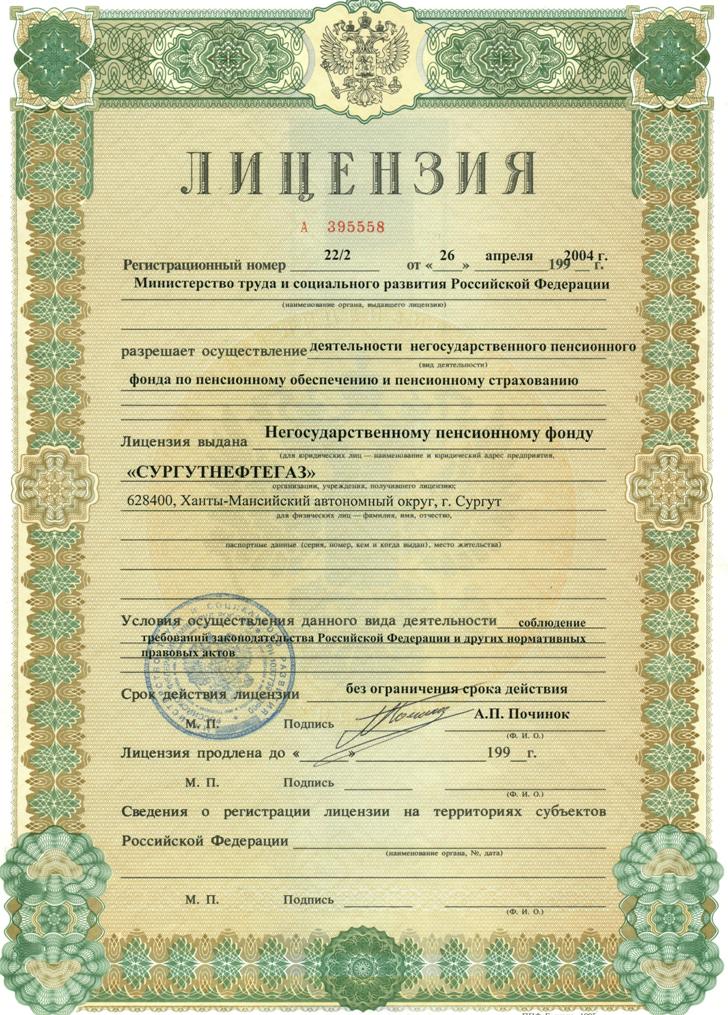 ЛИЦЕНЗИЯ
А 395558
Регистрационный номер 22/2 от « 26 » апреля 199 2004 г. г.
Министерство труда и социального развития Российской Федерации
(наименование органа, выдавшего лицензию)
разрешает осуществление деятельности негосударственного пенсионного
(вид деятельности)
фонда по пенсионному обеспечению и пенсионному страхованию
Лицензия выдана Негосударственному пенсионному фонду
(для юридических лиц — наименование и юридический адрес предприятия,
«СУРГУТНЕФТЕГАЗ»
организации, учреждения, получившего лицензию;
628400, Ханты-Мансийский автономный округ, г. Сургут
для физических лиц — фамилия, имя, отчество,
паспортные данные (серия, номер, кем и когда выдан), место жительства)
Условия осуществления данного вида деятельности соблюдение
требований законодательства Российской Федерации и других нормативных
правовых актов
Срок действия лицензии без ограничения срока действия
М. П. Подпись А.П. Починок
(Ф. И. О.)
Лицензия продлена до « » 199 г.
М. П. Подпись
(Ф. И. О.)
Сведения о регистрации лицензии на территориях субъектов
Российской Федерации
(наименование органа, №, дата)
М. П. Подпись
(Ф. И. О.)